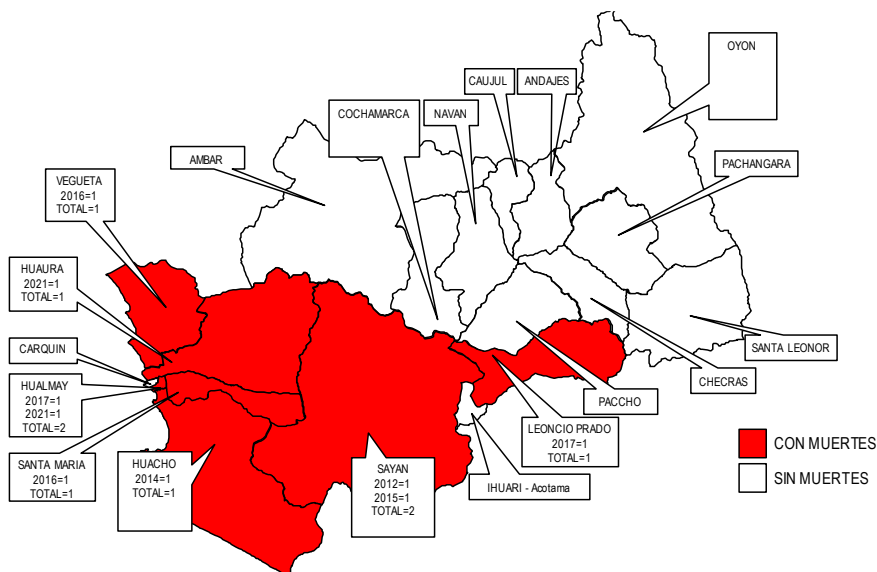 OYON
CAUJUL
ANDAJES
COCHAMARCA
NAVAN
AMBAR
PACHANGARA
VEGUETA
2016=1
TOTAL=1
HUAURA
2021=1
TOTAL=1
CARQUIN
SANTA LEONOR
HUALMAY
2017=1
2021=1
TOTAL=2
CHECRAS
PACCHO
LEONCIO PRADO
2017=1
TOTAL=1
SANTA MARIA
2016=1
TOTAL=1
HUACHO
2014=1
TOTAL=1
SAYAN
2012=1
2015=1
TOTAL=2
IHUARI - Acotama
CON MUERTES
SIN MUERTES